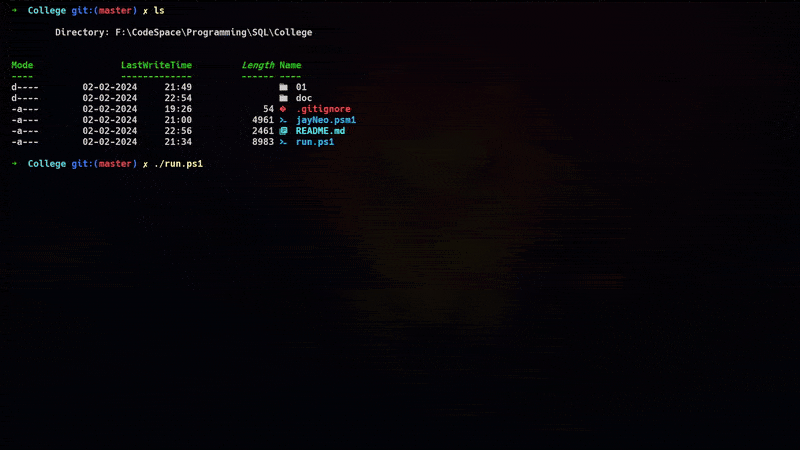 ➜ College git:(master) ✗ ls
Directory: F:\CodeSpace\Programming\SQL\College
Mode LastWriteTime Length Name
---- ------------- ------ ----
d---- 02-02-2024 21:49 01
d---- 02-02-2024 22:54 doc
-a--- 02-02-2024 19:26 54 .gitignore
-a--- 02-02-2024 21:00 4961 jayNeo.psm1
-a--- 02-02-2024 22:56 2461 README.md
-a--- 02-02-2024 21:34 8983 run.ps1
➜ College git:(master) ✗ ./run.ps1